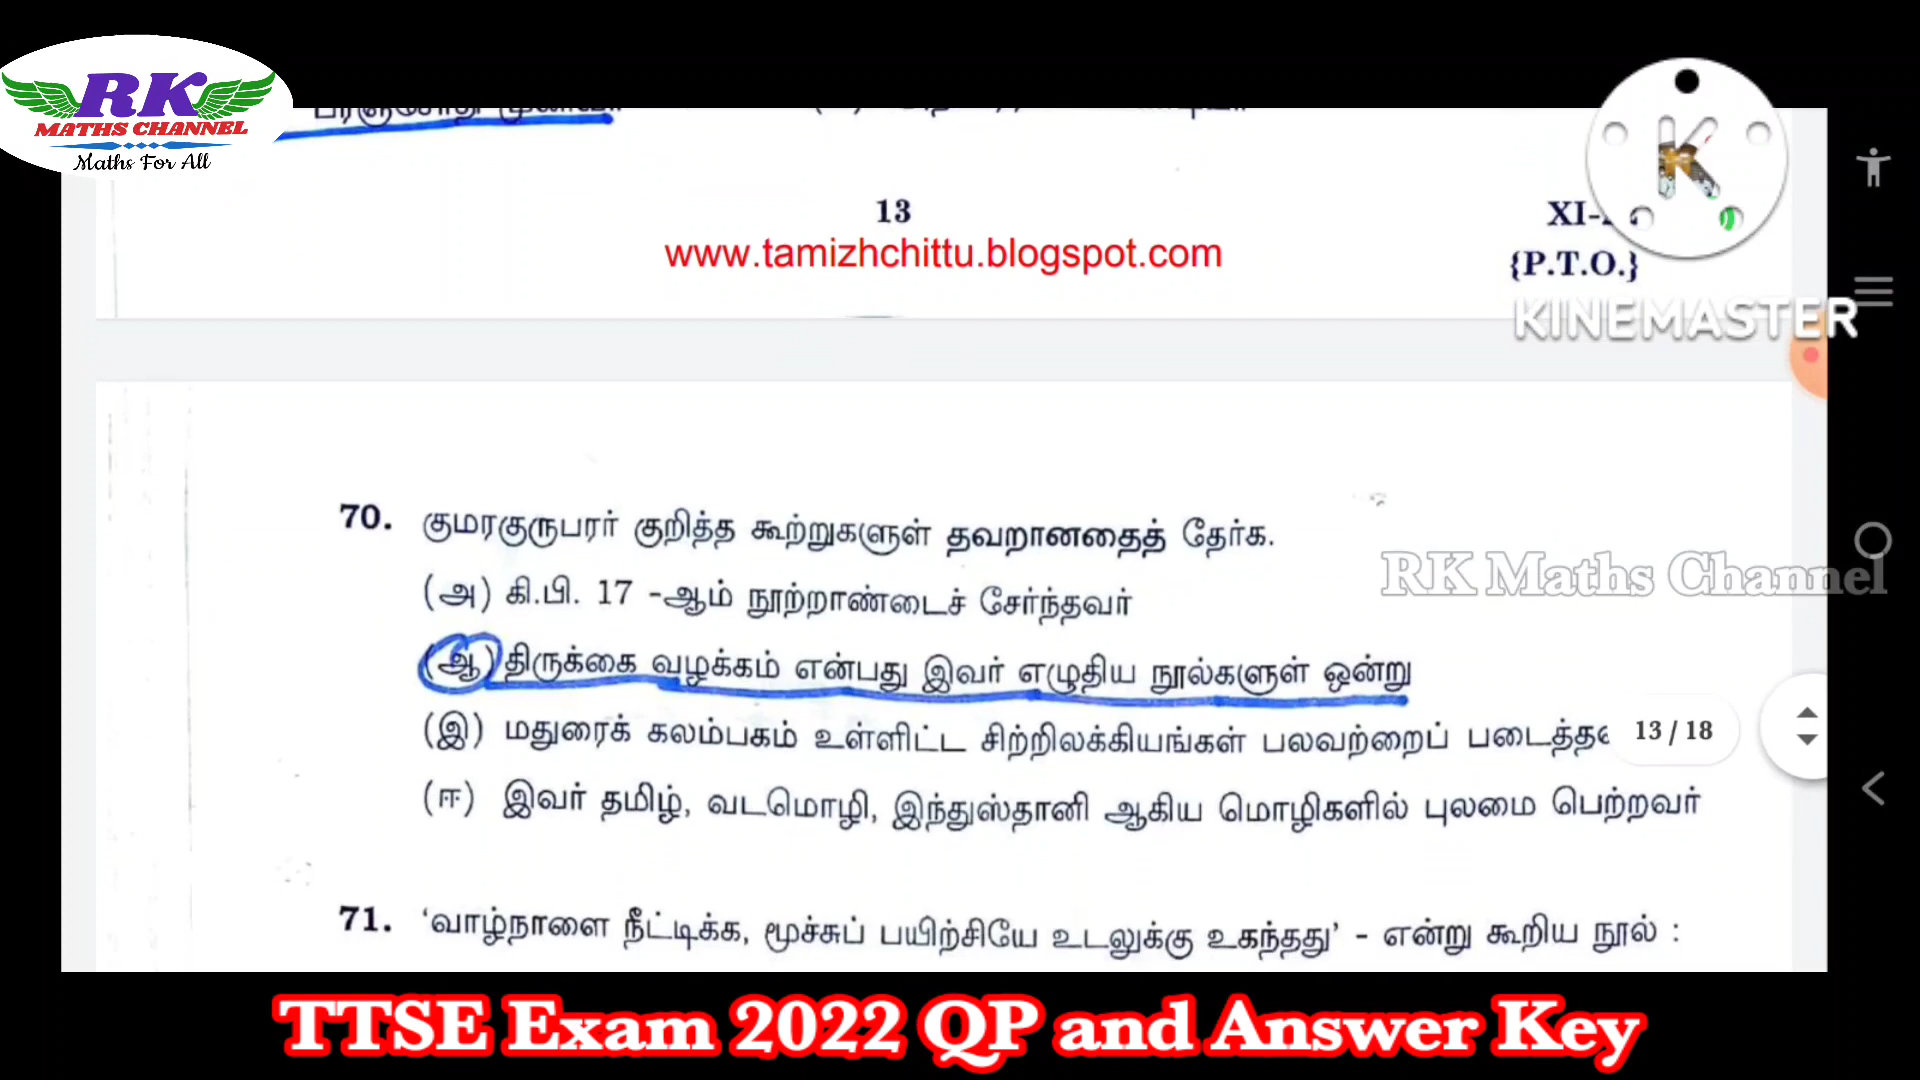 RK
MATHS CHANNEL
Maths For All
பரஞ்சோதி முனிவர்
13
XI-
www.tamizhchittu.blogspot.com
{P.T.O.}
K
KINEMASTER
70. குமரகுருபரர் குறித்த கூற்றுகளுள் தவறானதைத் தேர்க.
RK Maths Channel
(அ) கி.பி. 17 -ஆம் நூற்றாண்டைச் சேர்ந்தவர்
(ஆ) திருக்கை வழக்கம் என்பது இவர் எழுதிய நூல்களுள் ஒன்று
(இ) மதுரைக் கலம்பகம் உள்ளிட்ட சிற்றிலக்கியங்கள் பலவற்றைப்
13 / 18
(ஈ) இவர் தமிழ், வடமொழி, இந்துஸ்தானி ஆகிய மொழிகளில் புலமை பெற்றவர்
71. ‘வாழ்நாளை நீட்டிக்க, மூச்சுப் பயிற்சியே உடலுக்கு உகந்தது’ - என்று கூறிய நூல் :
TTSE Exam 2022 QP and Answer Key